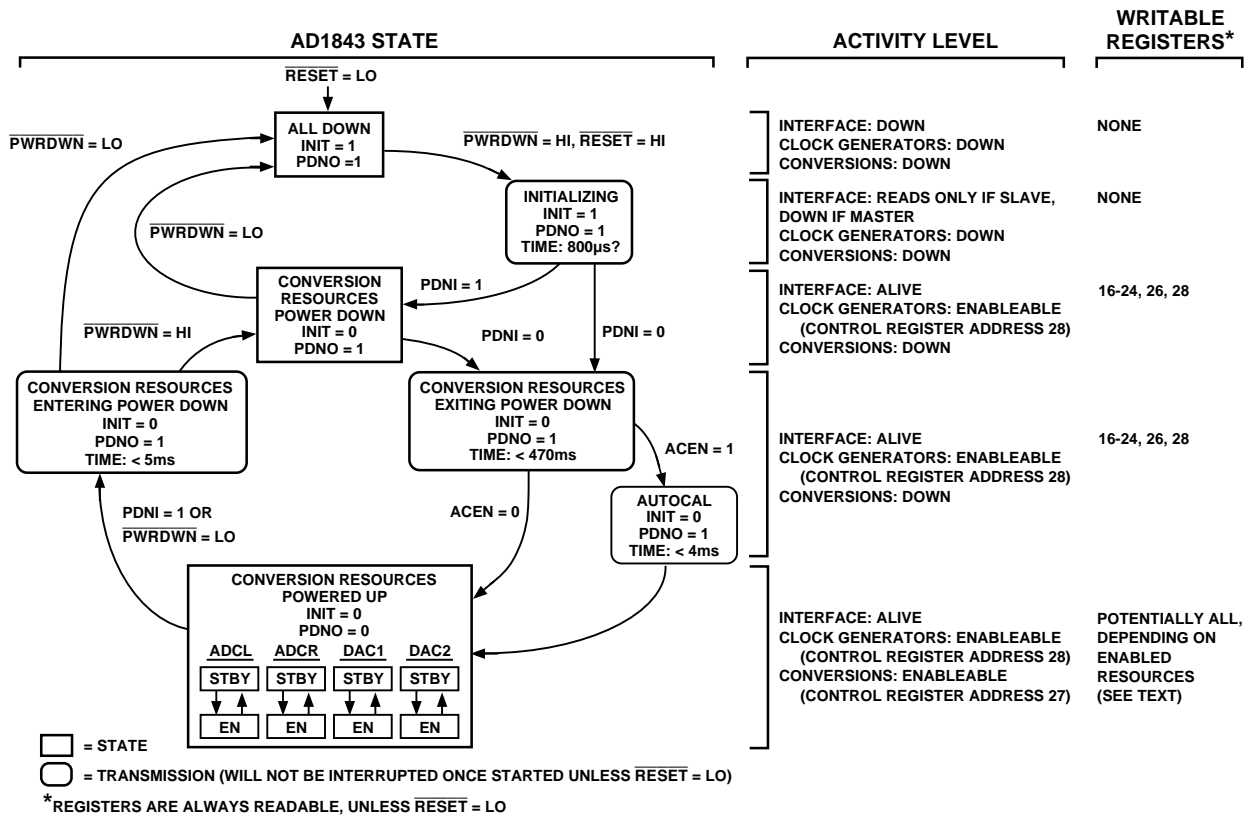 AD1843 STATE
ACTIVITY LEVEL
WRITABLE
REGISTERS*
RESET = LO
ALL DOWN
INIT = 1
PDNO =1
PWRDWN = LO
PWRDWN = HI, RESET = HI
INITIALIZING
INIT = 1
PDNO = 1
TIME: 800µs?
PWRDWN = LO
CONVERSION
RESOURCES
POWER DOWN
INIT = 0
PDNO = 1
PDNI = 1
PDNI = 0
PDNI = 0
PWRDWN = HI
CONVERSION RESOURCES
ENTERING POWER DOWN
INIT = 0
PDNO = 1
TIME: < 5ms
CONVERSION RESOURCES
EXITING POWER DOWN
INIT = 0
PDNO = 1
TIME: < 470ms
ACEN = 1
ACEN = 0
AUTOCAL
INIT = 0
PDNO = 1
TIME: < 4ms
PDNI = 1 OR
PWRDWN = LO
CONVERSION RESOURCES
POWERED UP
INIT = 0
PDNO = 0
ADCL ADCR DAC1 DAC2
STBY STBY STBY STBY
EN EN EN EN
INTERFACE: DOWN
CLOCK GENERATORS: DOWN
CONVERSIONS: DOWN
NONE
INTERFACE: READS ONLY IF SLAVE,
DOWN IF MASTER
CLOCK GENERATORS: DOWN
CONVERSIONS: DOWN
NONE
INTERFACE: ALIVE
CLOCK GENERATORS: ENABLEABLE
(CONTROL REGISTER ADDRESS 28)
CONVERSIONS: DOWN
16-24, 26, 28
INTERFACE: ALIVE
CLOCK GENERATORS: ENABLEABLE
(CONTROL REGISTER ADDRESS 28)
CONVERSIONS: DOWN
16-24, 26, 28
INTERFACE: ALIVE
CLOCK GENERATORS: ENABLEABLE
(CONTROL REGISTER ADDRESS 28)
CONVERSIONS: ENABLEABLE
(CONTROL REGISTER ADDRESS 27)
POTENTIALLY ALL,
DEPENDING ON
ENABLED
RESOURCES
(SEE TEXT)
= STATE
= TRANSMISSION (WILL NOT BE INTERRUPTED ONCE STARTED UNLESS RESET = LO)
*REGISTERS ARE ALWAYS READABLE, UNLESS RESET = LO